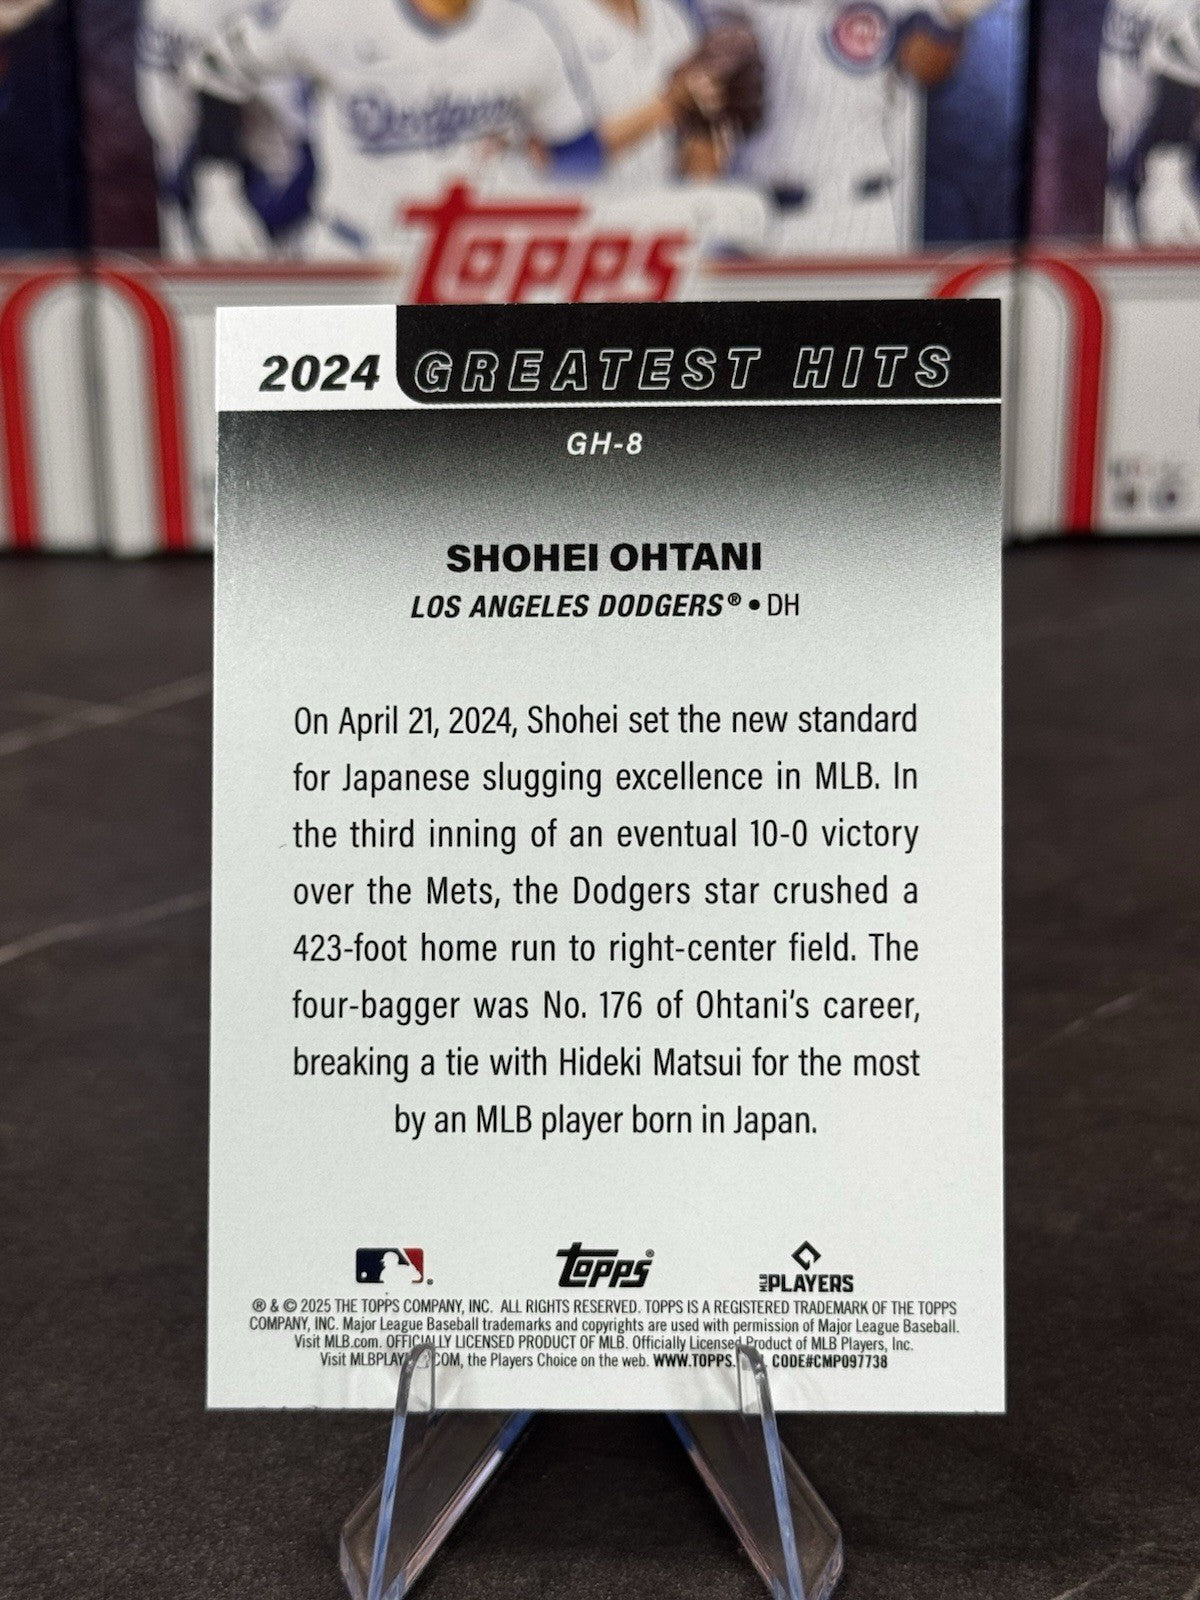 Dodgers
Topps
2024 GREATEST HITS
GH-8
SHOHEI OHTANI
LOS ANGELES DODGERS® • DH
On April 21, 2024, Shohei set the new standard
for Japanese slugging excellence in MLB. In
the third inning of an eventual 10-0 victory
over the Mets, the Dodgers star crushed a
423-foot home run to right-center field. The
four-bagger was No. 176 of Ohtani's career,
breaking a tie with Hideki Matsui for the most
by an MLB player born in Japan.
Topps®
MLB PLAYERS
® & © 2025 THE TOPPS COMPANY, INC. ALL RIGHTS RESERVED. TOPPS IS A REGISTERED TRADEMARK OF THE TOPPS
COMPANY, INC. Major League Baseball trademarks and copyrights are used with permission of Major League Baseball.
Visit MLB.com. OFFICIALLY LICENSED PRODUCT OF MLB. Officially Licensed Product of MLB Players, Inc.
Visit COM, the Players Choice on the web. WWW.TOPPS. CODE#CMP097738